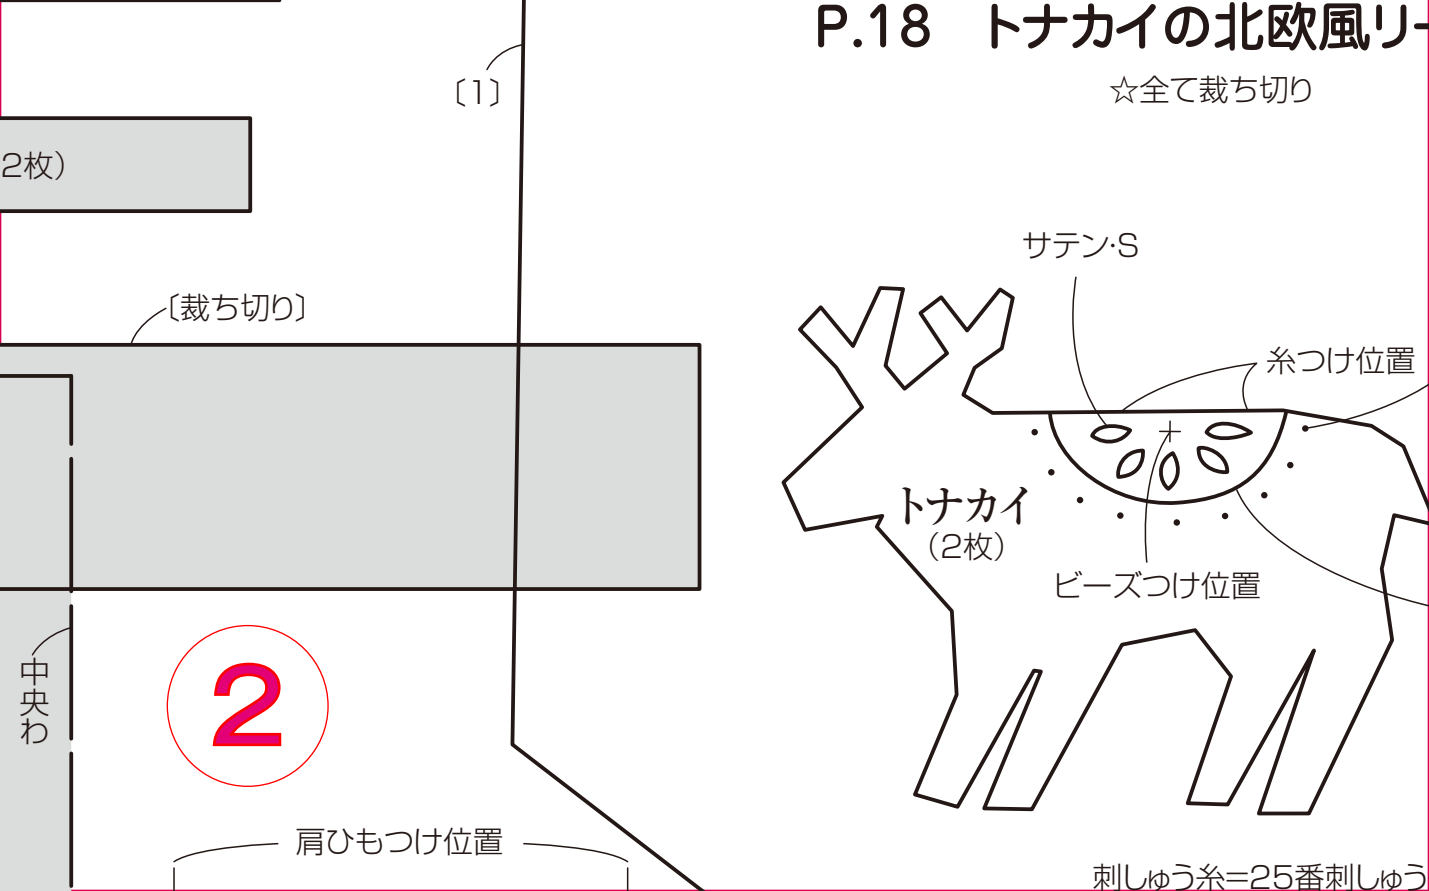 P.18 トナカイの北欧風リー
〔1〕
☆全て裁ち切り
2枚）
サテン・S
〔裁ち切り〕
糸つけ位置
トナカイ
（2枚）
ビーズつけ位置
中央わ
2
肩ひもつけ位置
刺しゅう糸=25番刺しゅう